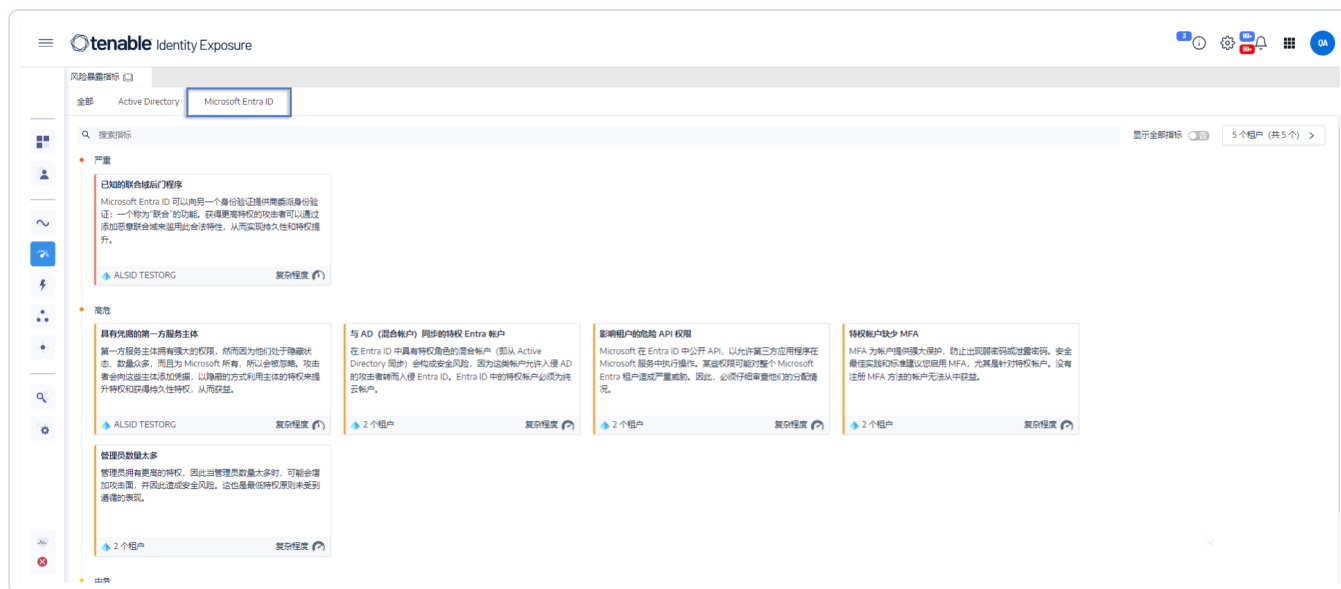 tenable Identity Exposure
3
99+
99+
QA
风险暴露指标
全部 Active Directory Microsoft Entra ID
搜索指标
显示全部指标 否 5 个租户（共 5 个） >
严重
已知的联合域后门程序
Microsoft Entra ID 可以向另一个身份验证提供商委派身份验
证：一个称为"联合"的功能。获得更高特权的攻击者可以通过
添加恶意联合域来滥用此合法特性，从而实现持久性和特权提
升。
ALSID TESTORG 复杂程度
高危
具有凭据的第一方服务主体
第一方服务主体拥有强大的权限，然而因为他们处于隐藏状
态、数量众多，而且为 Microsoft 所有，所以会被忽略。攻击
者会向这些主体添加凭据，以隐蔽的方式利用主体的特权来提
升特权和获得持久性特权，从而获益。
ALSID TESTORG 复杂程度
与 AD（混合帐户）同步的特权 Entra 帐户
在 Entra ID 中具有特权角色的混合帐户（即从 Active
Directory 同步）会构成安全风险，因为这类帐户允许入侵 AD
的攻击者转而入侵 Entra ID。Entra ID 中的特权帐户必须为纯
云帐户。
2 个租户 复杂程度
影响租户的危险 API 权限
Microsoft 在 Entra ID 中公开 API，以允许第三方应用程序在
Microsoft 服务中执行操作。某些权限可能对整个 Microsoft
Entra 租户造成严重威胁。因此，必须仔细审查他们的分配情
况。
2 个租户 复杂程度
特权帐户缺少 MFA
MFA 为帐户提供强大保护，防止出现弱密码或泄露密码。安全
最佳实践和标准建议您启用 MFA，尤其是针对特权帐户。没有
注册 MFA 方法的帐户无法从中获益。
2 个租户 复杂程度
管理员数量太多
管理员拥有更高的特权，因此当管理员数量太多时，可能会增
加攻击面，并因此造成安全风险。这也是最低特权原则未受到
遵循的表现。
2 个租户 复杂程度
中危